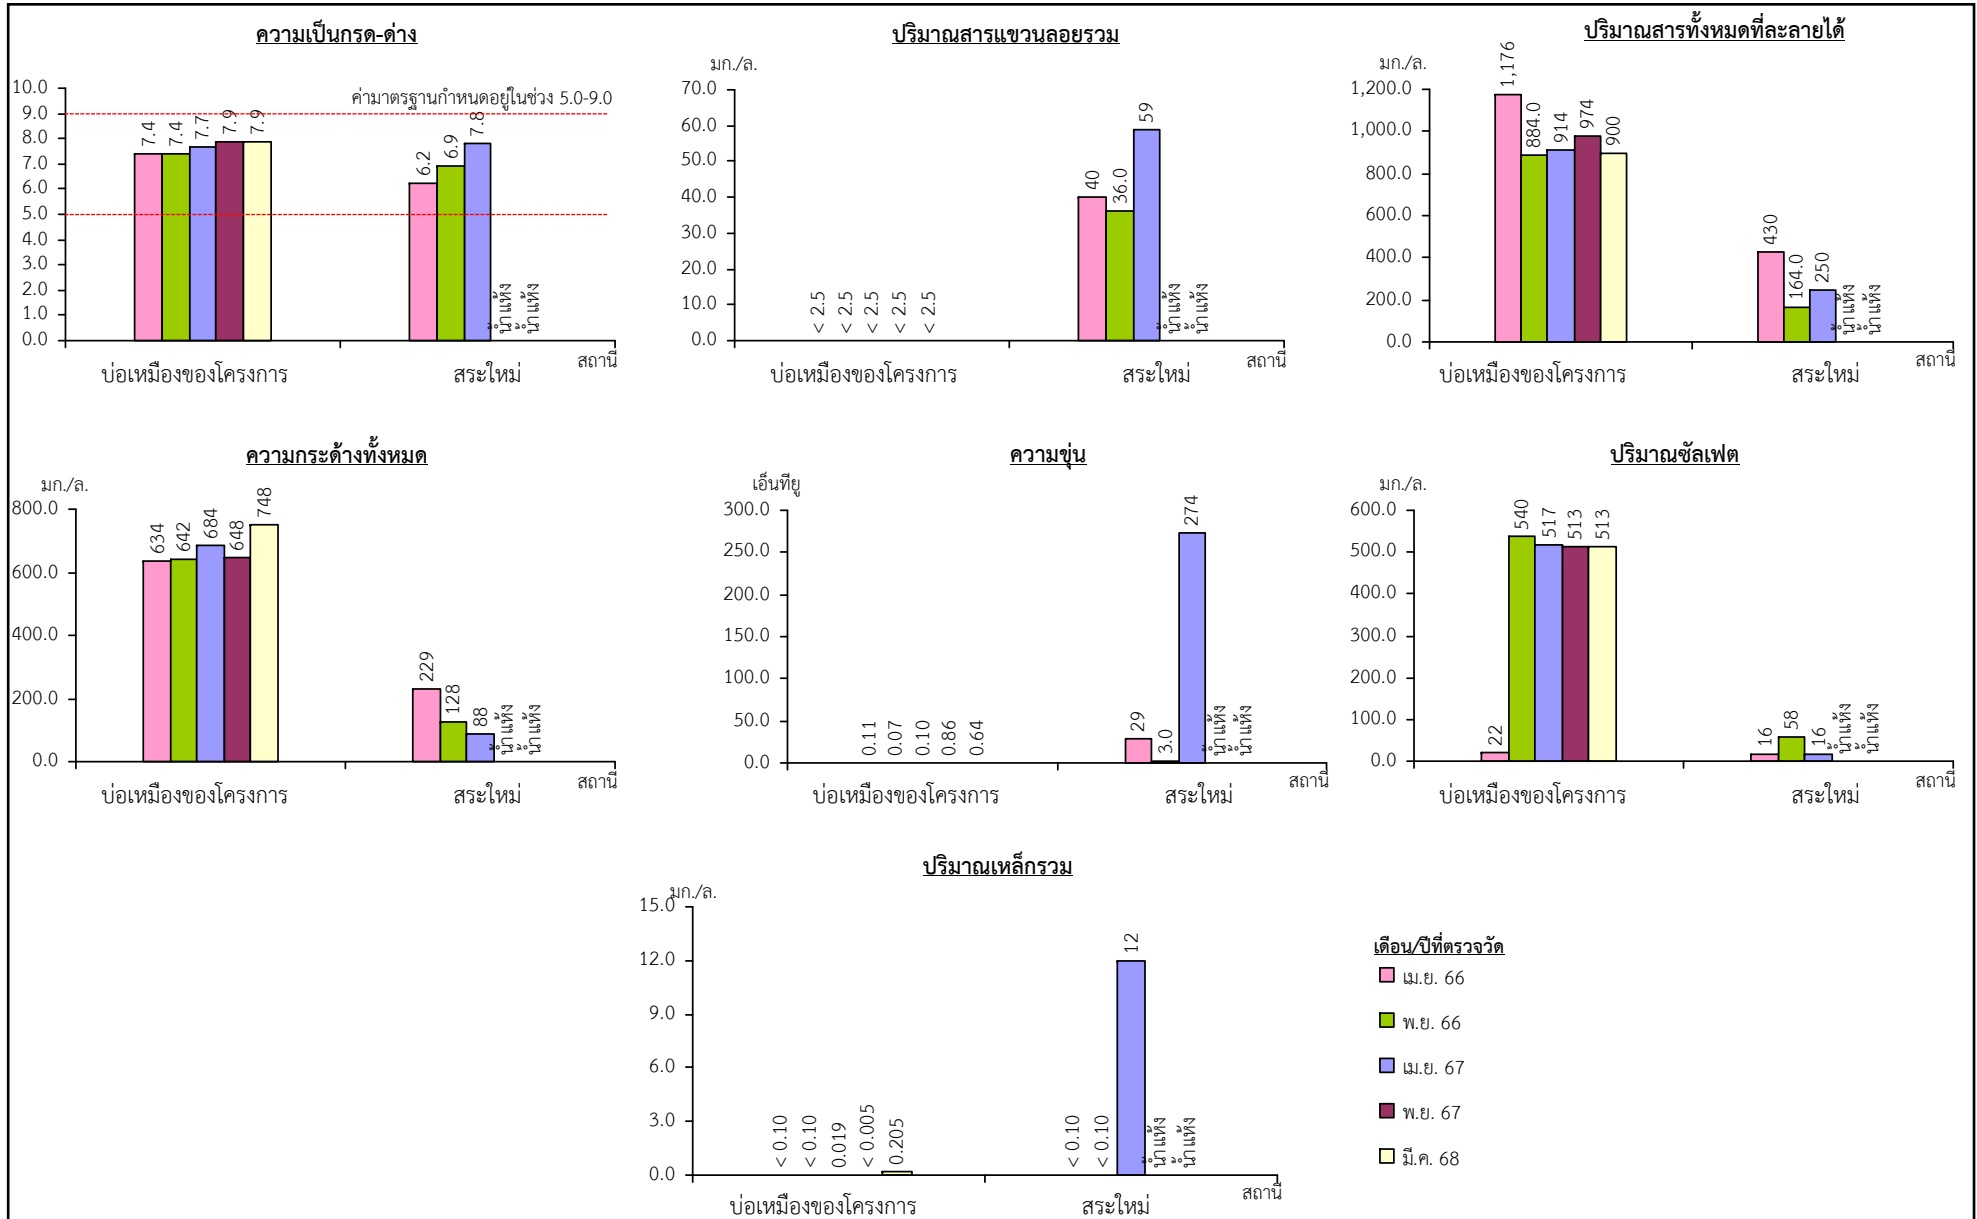 ความเป็นกรด-ด่าง
10.0
9.0
8.0
7.0
6.0
5.0
4.0
3.0
2.0
1.0
0.0
ค่ามาตรฐานกำหนดอยู่ในช่วง 5.0-9.0
7.4
7.4
7.7
7.9
7.9
6.2
6.9
7.8
น้ำแห้ง
น้ำแห้ง
บ่อเหมืองของโครงการ
สระใหม่
สถานี
ปริมาณสารแขวนลอยรวม
มก./ล.
70.0
60.0
50.0
40.0
30.0
20.0
10.0
0.0
< 2.5
< 2.5
< 2.5
< 2.5
< 2.5
40
36.0
59
น้ำแห้ง
น้ำแห้ง
บ่อเหมืองของโครงการ
สระใหม่
สถานี
ปริมาณสารทั้งหมดที่ละลายได้
มก./ล.
1,200.0
1,000.0
800.0
600.0
400.0
200.0
0.0
1,176
884.0
914
974
900
430
164.0
250
น้ำแห้ง
น้ำแห้ง
บ่อเหมืองของโครงการ
สระใหม่
สถานี
ความกระด้างทั้งหมด
มก./ล.
800.0
600.0
400.0
200.0
0.0
634
642
684
648
748
229
128
88
น้ำแห้ง
น้ำแห้ง
บ่อเหมืองของโครงการ
สระใหม่
สถานี
ความขุ่น
เอ็นทียู
300.0
250.0
200.0
150.0
100.0
50.0
0.0
0.11
0.07
0.10
0.86
0.64
29
3.0
274
น้ำแห้ง
น้ำแห้ง
บ่อเหมืองของโครงการ
สระใหม่
สถานี
ปริมาณซัลเฟต
มก./ล.
600.0
500.0
400.0
300.0
200.0
100.0
0.0
22
540
517
513
513
16
58
16
น้ำแห้ง
น้ำแห้ง
บ่อเหมืองของโครงการ
สระใหม่
สถานี
ปริมาณเหล็กรวม
มก./ล.
15.0
12.0
9.0
6.0
3.0
0.0
< 0.10
< 0.10
0.019
< 0.005
0.205
< 0.10
< 0.10
12
น้ำแห้ง
น้ำแห้ง
บ่อเหมืองของโครงการ
สระใหม่
สถานี
เดือน/ปีที่ตรวจวัด
เม.ย. 66
พ.ย. 66
เม.ย. 67
พ.ย. 67
มี.ค. 68